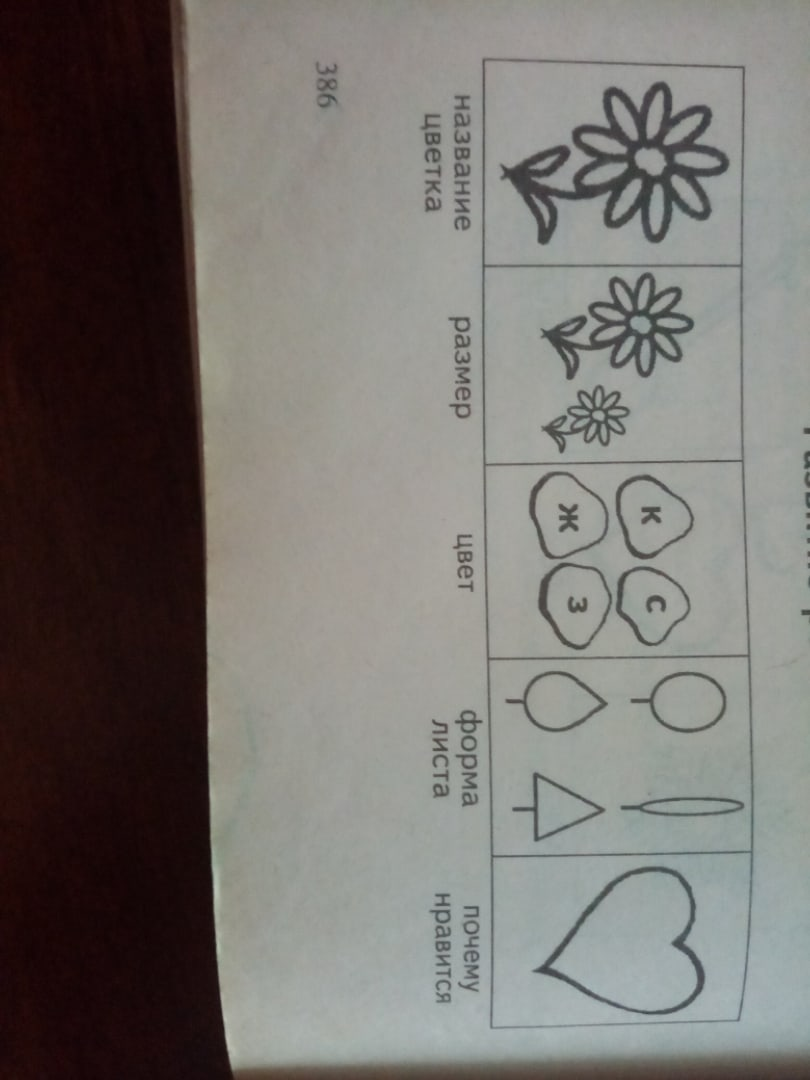 К С
Ж З
название
цветка
размер
цвет
форма
листа
почему
нравится
386